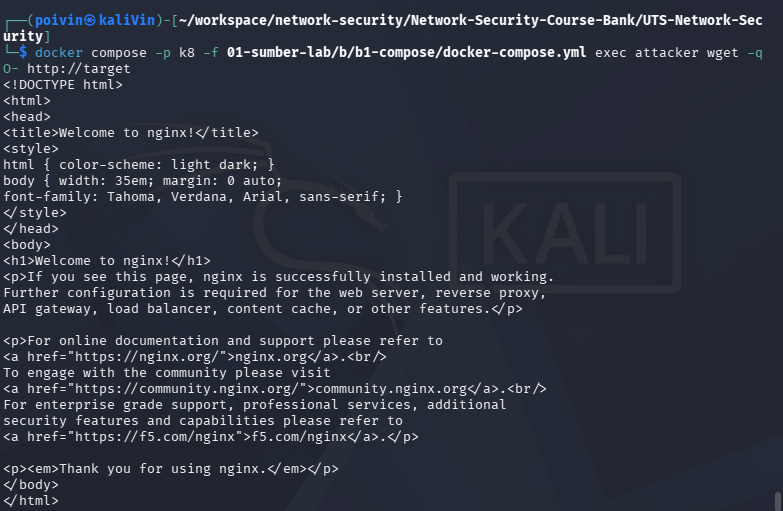 ┌──(poivin㉿kaliVin)-[~/workspace/network-security/Network-Security-Course-Bank/UTS-Network-Sec
urity]
└─$ docker compose -p k8 -f 01-sumber-lab/b/b1-compose/docker-compose.yml exec attacker wget -q
O- http://target
<!DOCTYPE html>
<html>
<head>
<title>Welcome to nginx!</title>
<style>
html { color-scheme: light dark; }
body { width: 35em; margin: 0 auto;
font-family: Tahoma, Verdana, Arial, sans-serif; }
</style>
</head>
<body>
<h1>Welcome to nginx!</h1>
<p>If you see this page, nginx is successfully installed and working.
Further configuration is required for the web server, reverse proxy,
API gateway, load balancer, content cache, or other features.</p>

<p>For online documentation and support please refer to
<a href="https://nginx.org/">nginx.org</a>.<br/>
To engage with the community please visit
<a href="https://community.nginx.org/">community.nginx.org</a>.<br/>
For enterprise grade support, professional services, additional
security features and capabilities please refer to
<a href="https://f5.com/nginx">f5.com/nginx</a>.</p>

<p><em>Thank you for using nginx.</em></p>
</body>
</html>
KALI